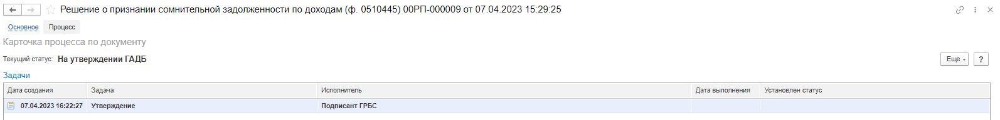 Решение о признании сомнительной задолженности по доходам (ф. 0510445) 00РП-000009 от 07.04.2023 15:29:25
Основное Процесс
Карточка процесса по документу
Текущий статус: На утверждении ГАДБ
Еще ?
Задачи
Дата создания Задача Исполнитель Дата выполнения Установлен статус
07.04.2023 16:22:27 Утверждение Подписант ГРБС